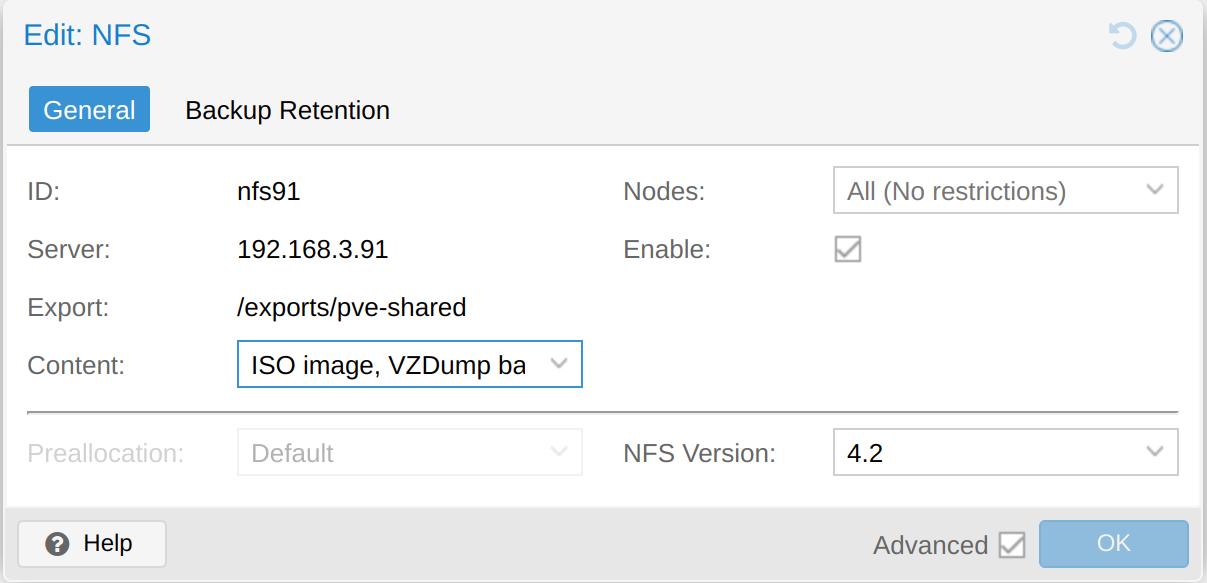 Edit: NFS
General Backup Retention
ID: nfs91 Nodes: All (No restrictions)
Server: 192.168.3.91 Enable:
Export: /exports/pve-shared
Content: ISO image, VZDump ba
Preallocation: Default NFS Version: 4.2
Help Advanced OK